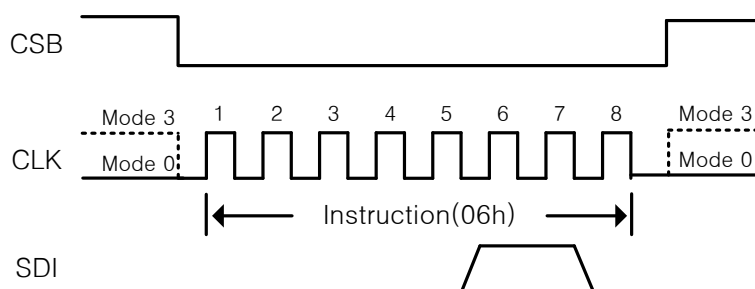 CSB
1 2 3 4 5 6 7 8
Mode 3 Mode 3
CLK
Mode 0 Mode 0
Instruction(06h)
SDI